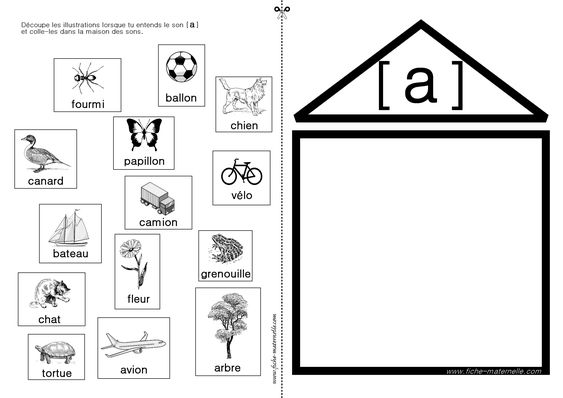 Découpe les illustrations lorsque tu entends le son [a]
et colle-les dans la maison des sons.
fourmi
ballon
chien
canard
papillon
vélo
camion
bateau
fleur
grenouille
chat
tortue
avion
arbre
www.fiche-maternelle.com
[a]
www.fiche-maternelle.com